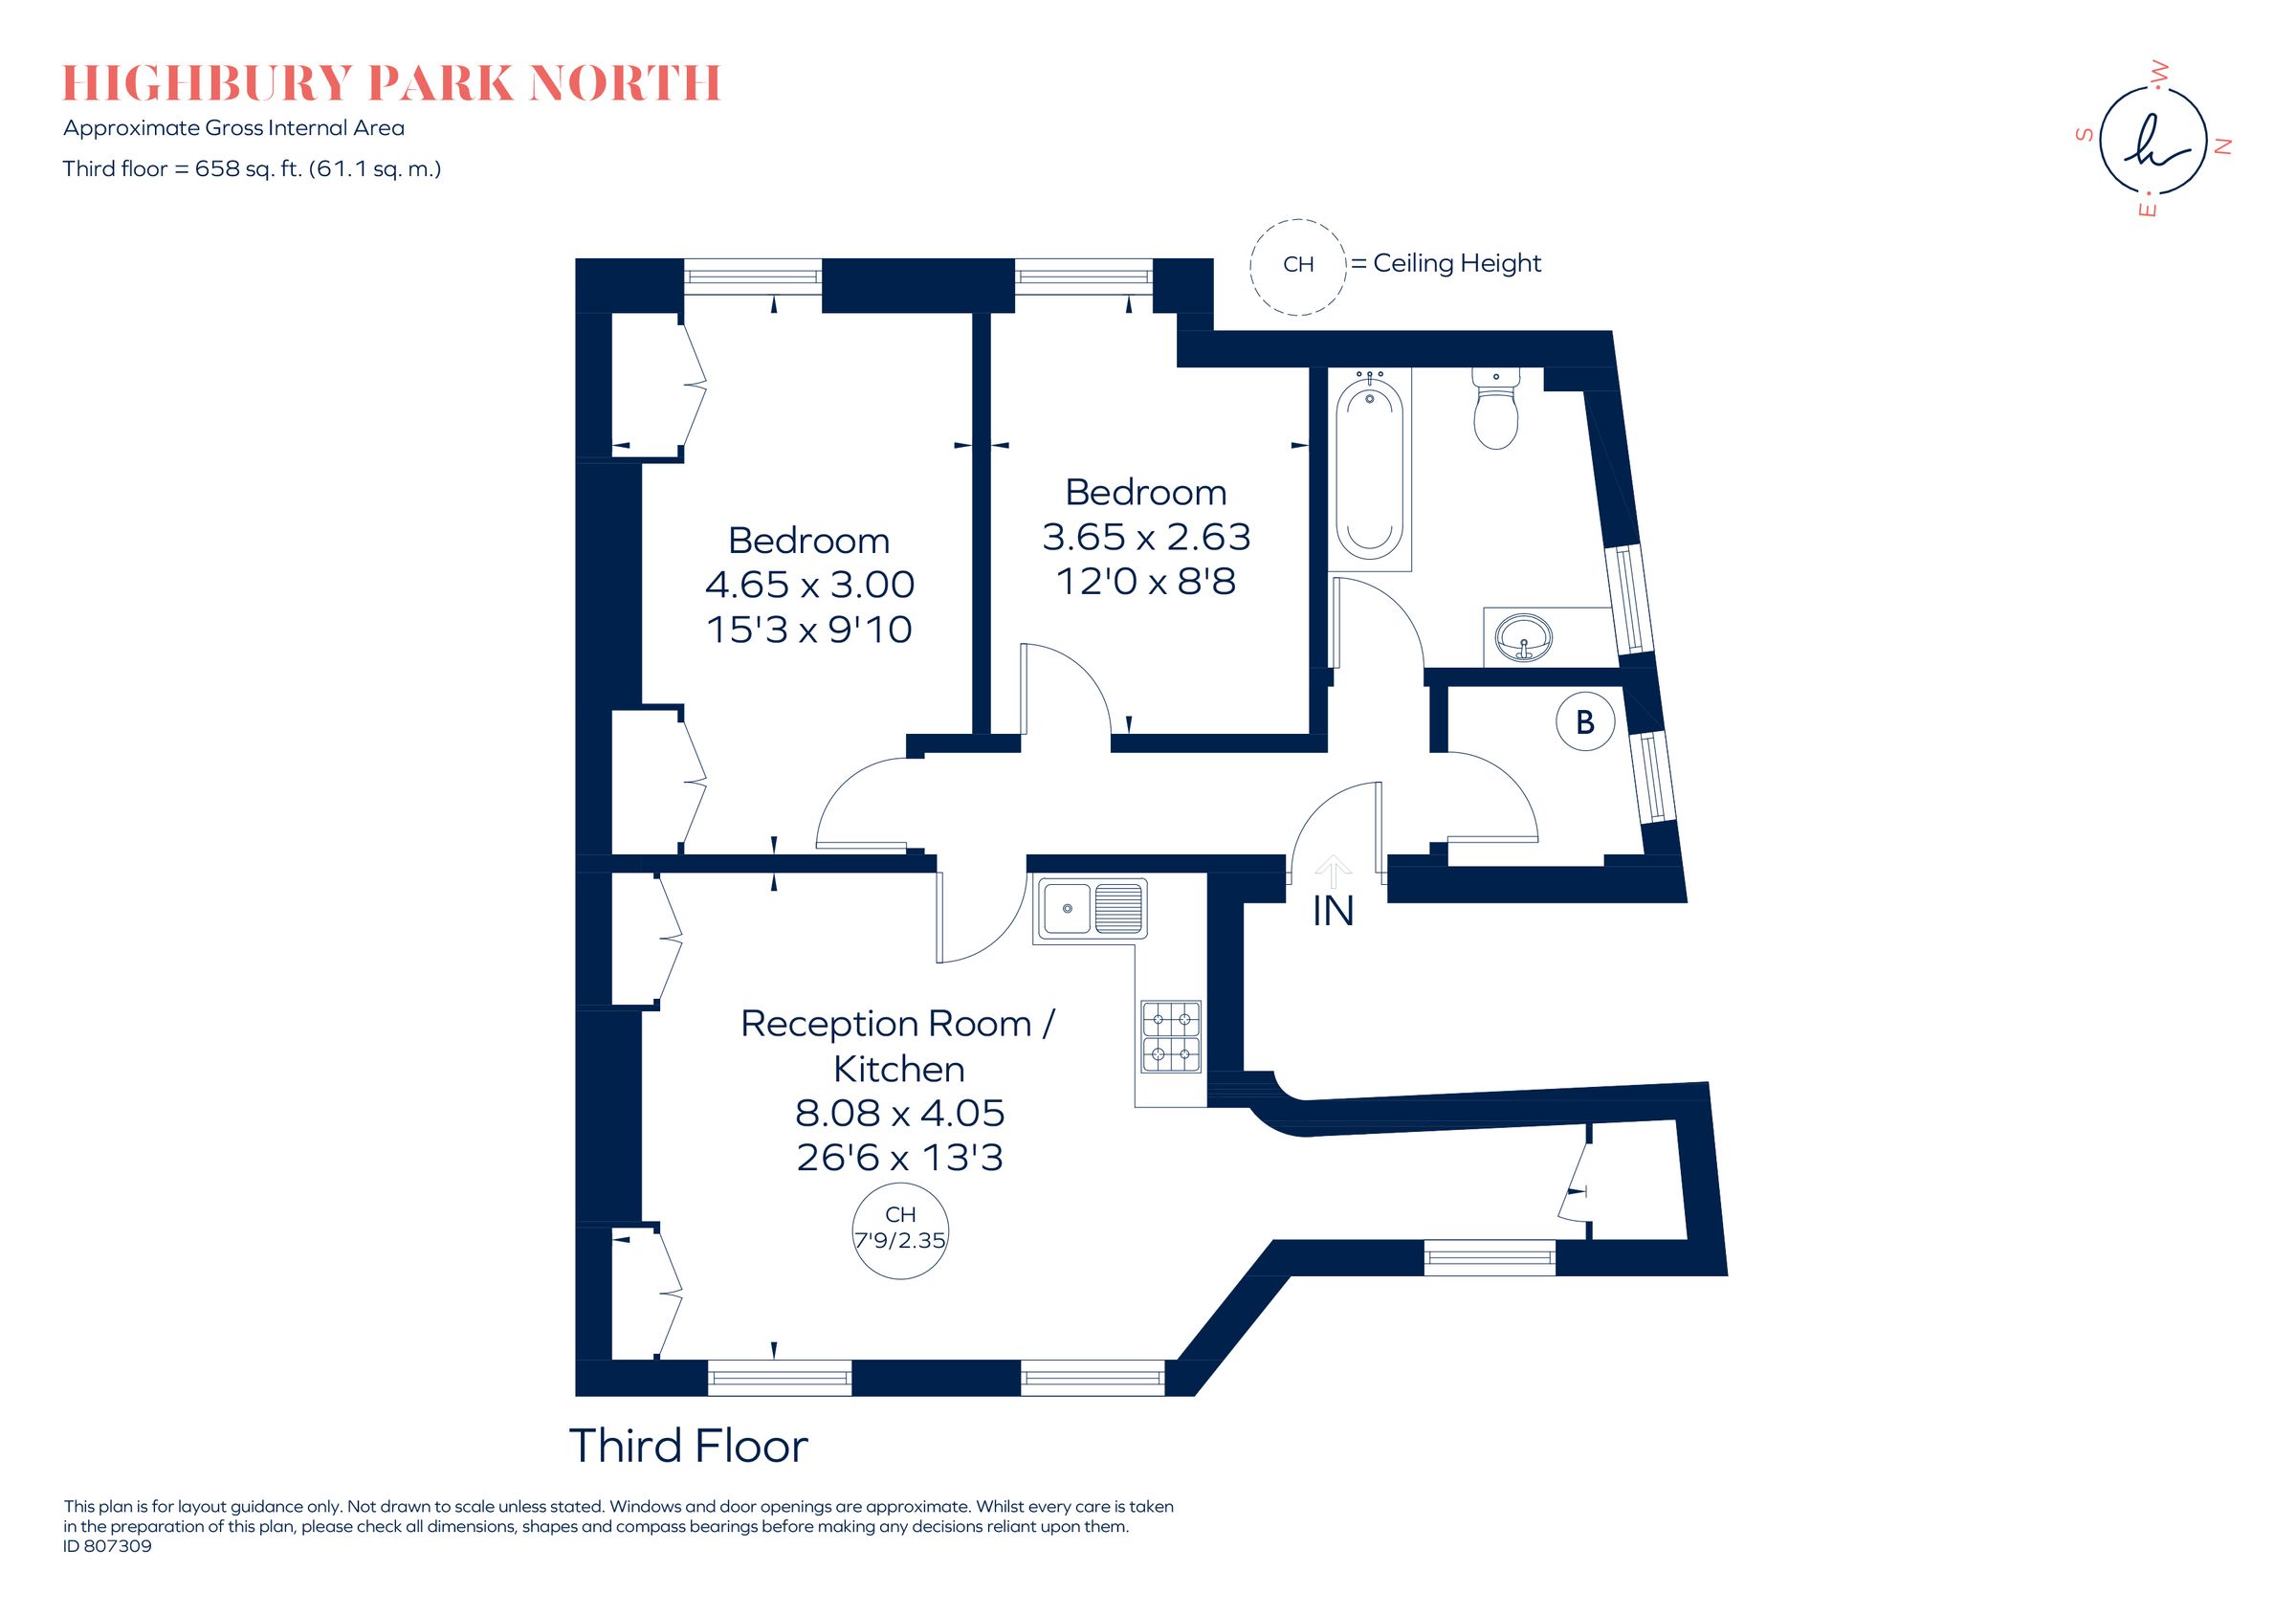 HIGHBURY PARK NORTH
Approximate Gross Internal Area
Third floor = 658 sq. ft. (61.1 sq. m.)
W
S
N
E
CH = Ceiling Height
Bedroom
4.65 x 3.00
15'3 x 9'10
Bedroom
3.65 x 2.63
12'0 x 8'8
B
IN
Reception Room /
Kitchen
8.08 x 4.05
26'6 x 13'3
CH
7'9/2.35
Third Floor
This plan is for layout guidance only. Not drawn to scale unless stated. Windows and door openings are approximate. Whilst every care is taken
in the preparation of this plan, please check all dimensions, shapes and compass bearings before making any decisions reliant upon them.
ID 807309